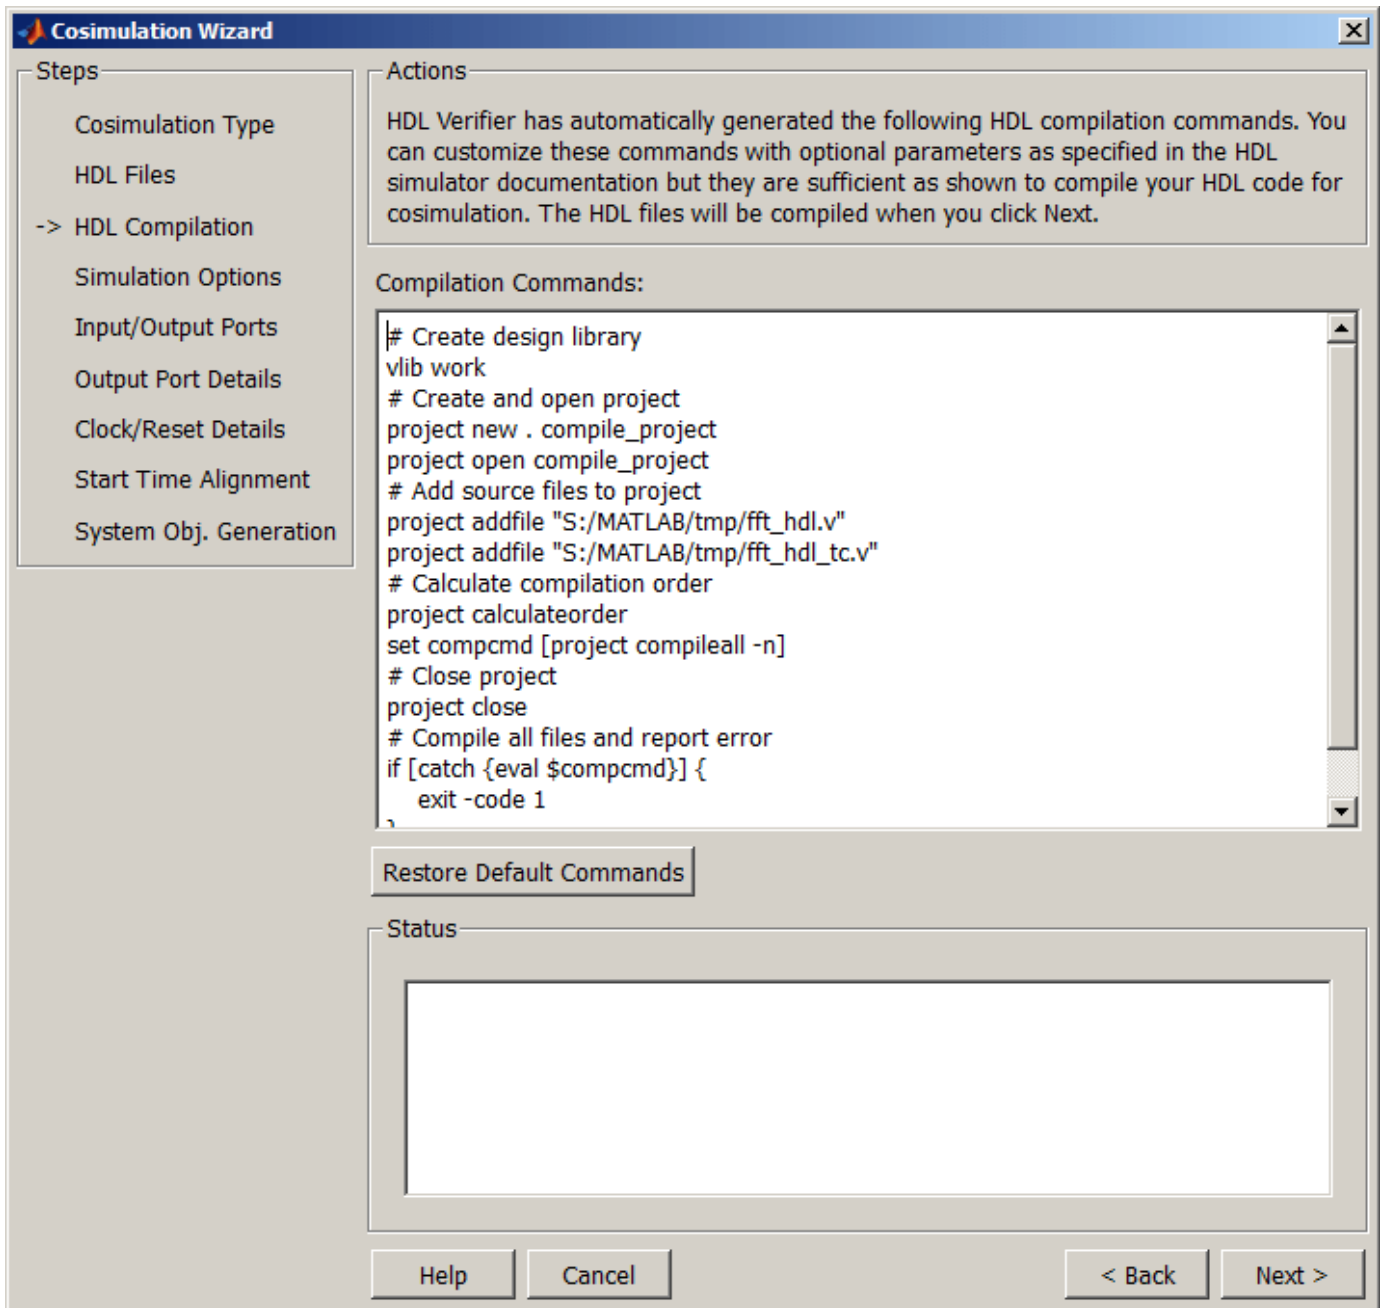 Cosimulation Wizard
Steps
Cosimulation Type
HDL Files
-> HDL Compilation
Simulation Options
Input/Output Ports
Output Port Details
Clock/Reset Details
Start Time Alignment
System Obj. Generation
Actions
HDL Verifier has automatically generated the following HDL compilation commands. You
can customize these commands with optional parameters as specified in the HDL
simulator documentation but they are sufficient as shown to compile your HDL code for
cosimulation. The HDL files will be compiled when you click Next.
Compilation Commands:
# Create design library
vlib work
# Create and open project
project new . compile_project
project open compile_project
# Add source files to project
project addfile "S:/MATLAB/tmp/fft_hdl.v"
project addfile "S:/MATLAB/tmp/fft_hdl_tc.v"
# Calculate compilation order
project calculateorder
set compcmd [project compileall -n]
# Close project
project close
# Compile all files and report error
if [catch {eval $compcmd}] {
exit -code 1
}
Restore Default Commands
Status
Help
Cancel
< Back
Next >